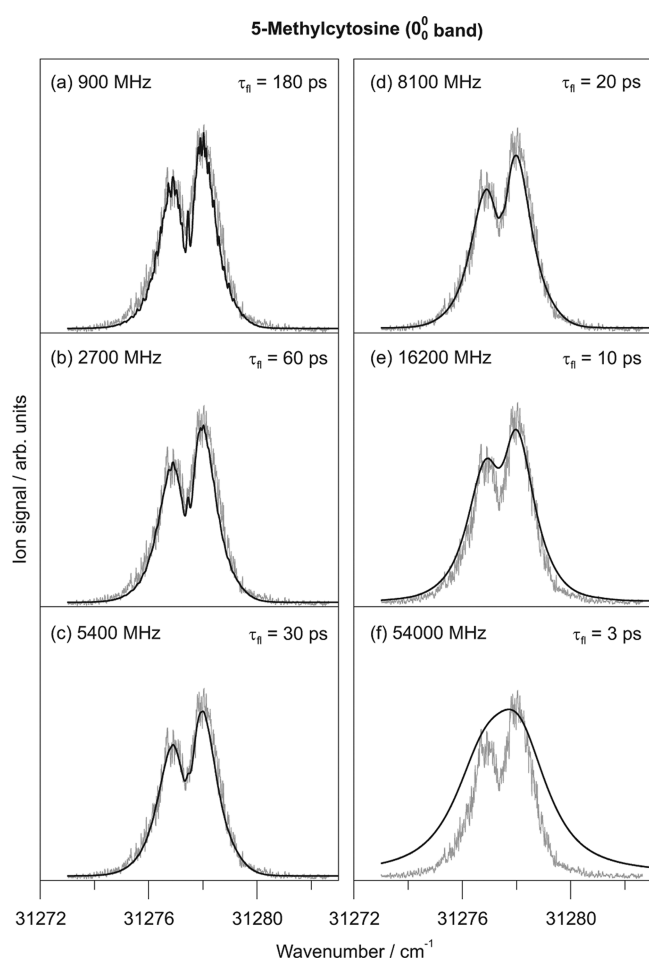 5-Methylcytosine (0⁰₀ band)
(a) 900 MHz τfl = 180 ps
(d) 8100 MHz τfl = 20 ps
(b) 2700 MHz τfl = 60 ps
(e) 16200 MHz τfl = 10 ps
(c) 5400 MHz τfl = 30 ps
(f) 54000 MHz τfl = 3 ps
Ion signal / arb. units
31272 31276 31280 31272 31276 31280
Wavenumber / cm⁻¹